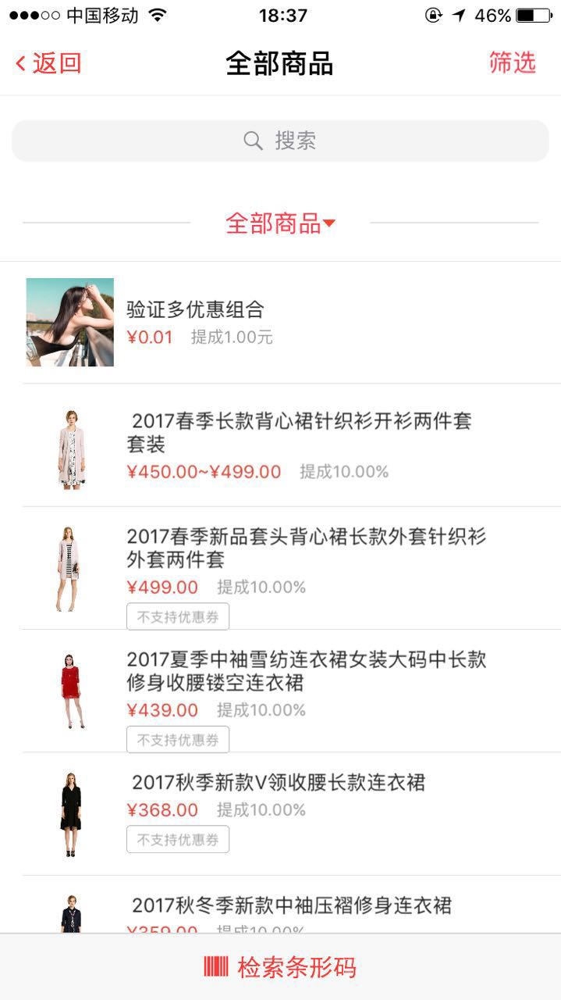 中国移动
18:37
46%
返回
全部商品
筛选
搜索
全部商品
验证多优惠组合
¥0.01 提成1.00元
2017春季长款背心裙针织衫开衫两件套
套装
¥450.00~¥499.00 提成10.00%
2017春季新品套头背心裙长款外套针织衫
外套两件套
¥499.00 提成10.00%
不支持优惠券
2017夏季中袖雪纺连衣裙女装大码中长款
修身收腰镂空连衣裙
¥439.00 提成10.00%
不支持优惠券
2017秋季新款V领收腰长款连衣裙
¥368.00 提成10.00%
不支持优惠券
2017秋冬季新款中袖压褶修身连衣裙
¥359.00 提成10.00%
检索条形码